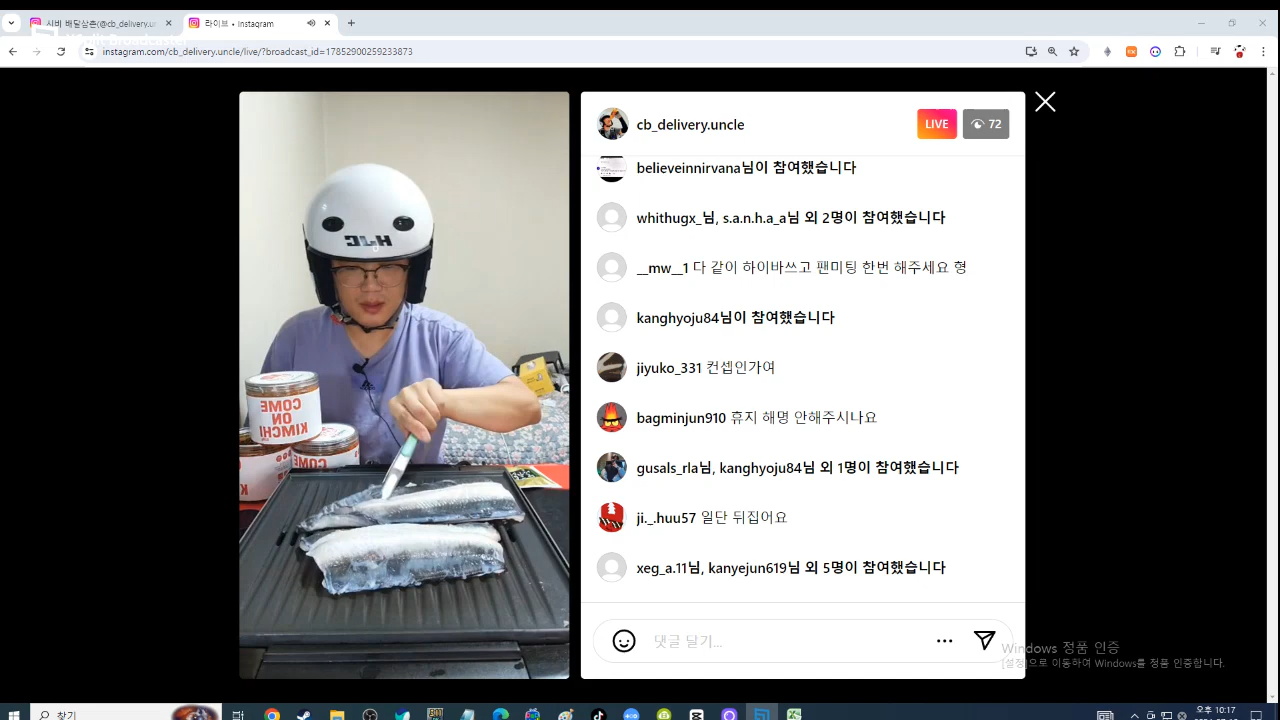 시배 배달삼촌(@cb_delivery.un
라이브 • Instagram
instagram.com/cb_delivery.uncle/live/?broadcast_id=17852900259233873
cb_delivery.uncle
LIVE
72
believeinnirvana님이 참여했습니다
whithugx_님, s.a.n.h.a_a님 외 2명이 참여했습니다
__mw__1 다 같이 하이바쓰고 팬미팅 한번 해주세요 형
kanghyoju84님이 참여했습니다
jiyuko_331 컨셉인가여
bagminjun910 휴지 해명 안해주시나요
gusals_rla님, kanghyoju84님 외 1명이 참여했습니다
ji._.huu57 일단 뒤집어요
xeg_a.11님, kanyejun619님 외 5명이 참여했습니다
댓글 달기...
HJC
COME
ON
KIMCHI
COME
ON
KIMCHI
Windows 정품 인증
[설정]으로 이동하여 Windows를 정품 인증합니다.
찾기
오후 10:17